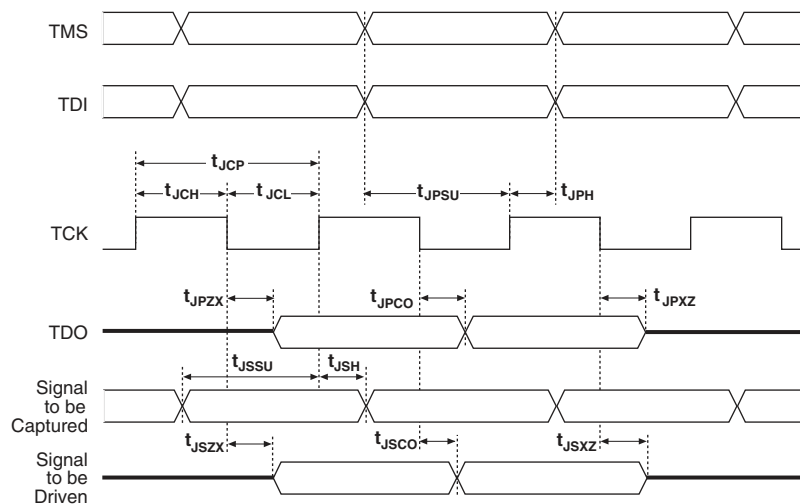 TMS
TDI
tJCP
tJCH
tJCL
tJPSU
tJPH
TCK
tJPZX
tJPCO
tJPXZ
TDO
tJSSU
tJSH
Signal
to be
Captured
tJSZX
tJSCO
tJSXZ
Signal
to be
Driven